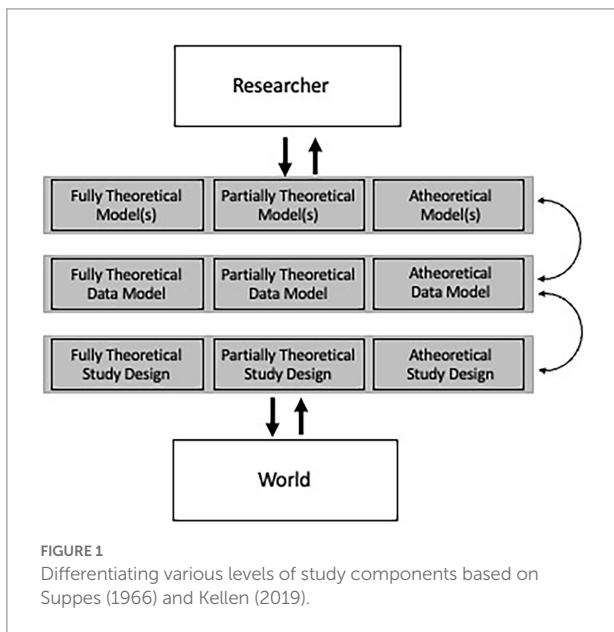 Researcher
Fully Theoretical Partially Theoretical Atheoretical
Model(s) Model(s) Model(s)
Fully Theoretical Partially Theoretical Atheoretical
Data Model Data Model Data Model
Fully Theoretical Partially Theoretical Atheoretical Study Design
Study Design Study Design
World
FIGURE 1
Differentiating various levels of study components based on
Suppes (1966) and Kellen (2019).